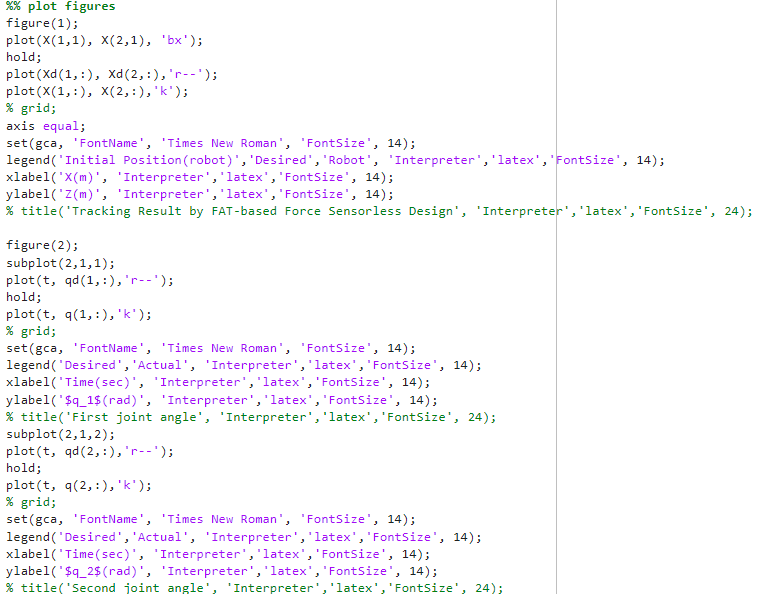 %% plot figures
figure(1);
plot(X(1,1), X(2,1), 'bx');
hold;
plot(Xd(1,:), Xd(2,:),'r--');
plot(X(1,:), X(2,:),'k');
% grid;
axis equal;
set(gca, 'FontName', 'Times New Roman', 'FontSize', 14);
legend('Initial Position(robot)','Desired','Robot', 'Interpreter','latex','FontSize', 14);
xlabel('X(m)', 'Interpreter','latex','FontSize', 14);
ylabel('Z(m)', 'Interpreter','latex','FontSize', 14);
% title('Tracking Result by FAT-based Force Sensorless Design', 'Interpreter','latex','FontSize', 24);
figure(2);
subplot(2,1,1);
plot(t, qd(1,:),'r--');
hold;
plot(t, q(1,:),'k');
% grid;
set(gca, 'FontName', 'Times New Roman', 'FontSize', 14);
legend('Desired','Actual', 'Interpreter','latex','FontSize', 14);
xlabel('Time(sec)', 'Interpreter','latex','FontSize', 14);
ylabel('$q_1$(rad)', 'Interpreter','latex','FontSize', 14);
% title('First joint angle', 'Interpreter','latex','FontSize', 24);
subplot(2,1,2);
plot(t, qd(2,:),'r--');
hold;
plot(t, q(2,:),'k');
% grid;
set(gca, 'FontName', 'Times New Roman', 'FontSize', 14);
legend('Desired','Actual', 'Interpreter','latex','FontSize', 14);
xlabel('Time(sec)', 'Interpreter','latex','FontSize', 14);
ylabel('$q_2$(rad)', 'Interpreter','latex','FontSize', 14);
% title('Second joint angle', 'Interpreter','latex','FontSize', 24);